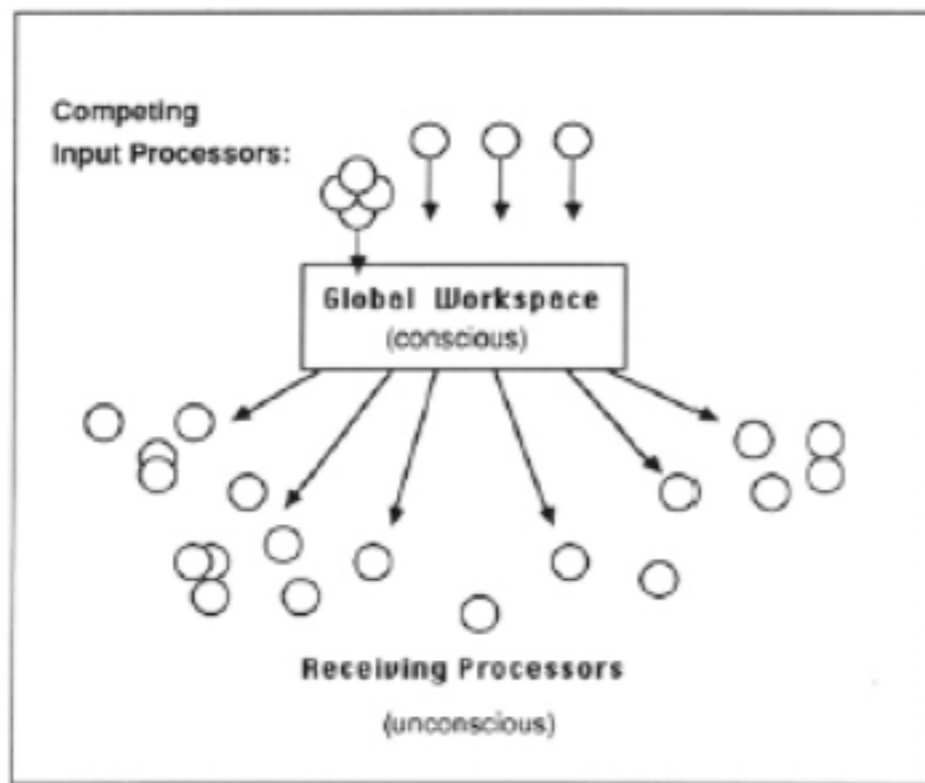 Competing
Input Processors:
Global Workspace
(conscious)
Receiving Processors
(unconscious)